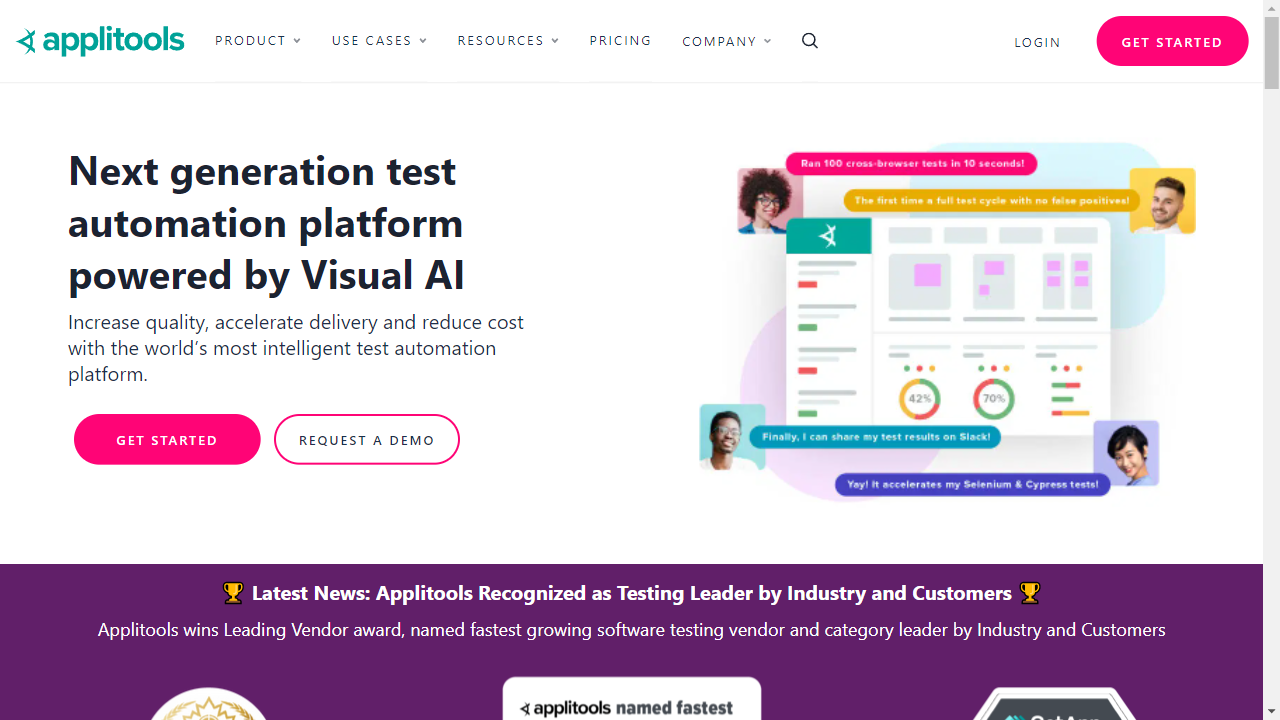 applitools
PRODUCT
USE CASES
RESOURCES
PRICING
COMPANY
LOGIN
GET STARTED
Next generation test
automation platform
powered by Visual AI
Increase quality, accelerate delivery and reduce cost
with the world’s most intelligent test automation
platform.
GET STARTED
REQUEST A DEMO
Ran 100 cross-browser tests in 10 seconds!
The first time a full test cycle with no false positives!
42%
70%
Finally, I can share my test results on Slack!
Yay! It accelerates my Selenium & Cypress tests!
🏆 Latest News: Applitools Recognized as Testing Leader by Industry and Customers 🏆
Applitools wins Leading Vendor award, named fastest growing software testing vendor and category leader by Industry and Customers
applitools named fastest
GetApp